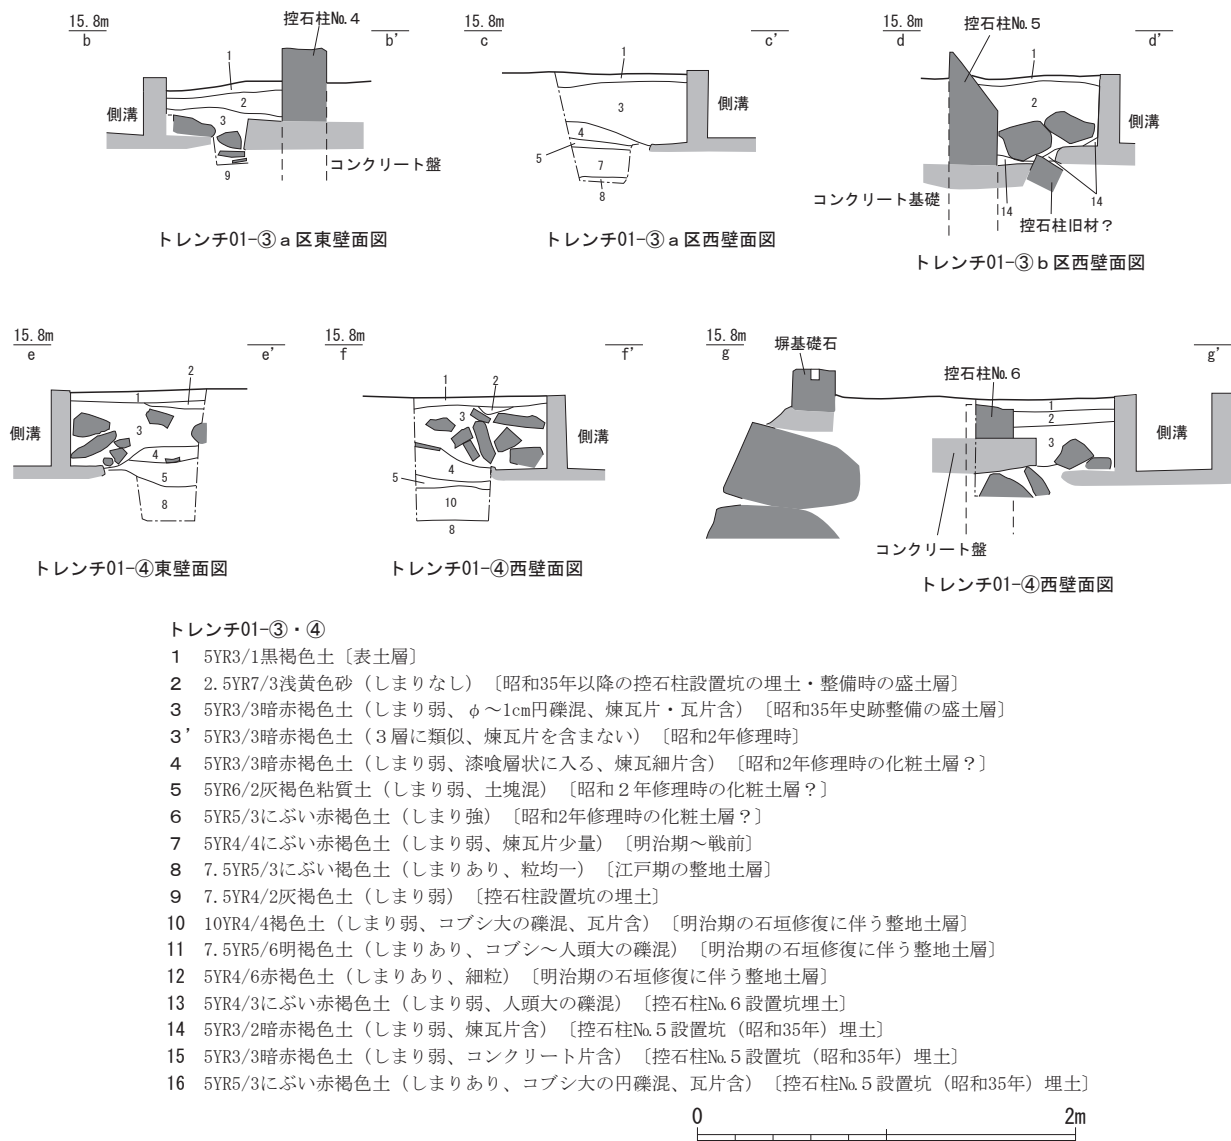 15.8m
b
b’
控石柱No.4
1
2
3
9
側溝
コンクリート盤
トレンチ01-③ａ区東壁面図
15.8m
c
c’
1
3
4
5
7
8
側溝
トレンチ01-③ａ区西壁面図
15.8m
d
d’
控石柱No.5
1
2
側溝
コンクリート基礎
14
14
控石柱旧材？
トレンチ01-③ｂ区西壁面図
15.8m
e
e’
2
1
3
4
5
8
側溝
トレンチ01-④東壁面図
15.8m
f
f’
1
2
3
4
5
10
8
側溝
トレンチ01-④西壁面図
15.8m
g
g’
塀基礎石
控石柱No.6
1
2
3
側溝
コンクリート盤
トレンチ01-④西壁面図
トレンチ01-③・④
1 5YR3/1黒褐色土〔表土層〕
2 2.5YR7/3浅黄色砂（しまりなし）〔昭和35年以降の控石柱設置坑の埋土・整備時の盛土層〕
3 5YR3/3暗赤褐色土（しまり弱、φ～1cm円礫混、煉瓦片・瓦片含）〔昭和35年史跡整備の盛土層〕
3’ 5YR3/3暗赤褐色土（３層に類似、煉瓦片を含まない）〔昭和2年修理時〕
4 5YR3/3暗赤褐色土（しまり弱、漆喰層状に入る、煉瓦細片含）〔昭和2年修理時の化粧土層？〕
5 5YR6/2灰褐色粘質土（しまり弱、土塊混）〔昭和２年修理時の化粧土層？〕
6 5YR5/3にぶい赤褐色土（しまり強）〔昭和2年修理時の化粧土層？〕
7 5YR4/4にぶい赤褐色土（しまり弱、煉瓦片少量）〔明治期～戦前〕
8 7.5YR5/3にぶい褐色土（しまりあり、粒均一）〔江戸期の整地土層〕
9 7.5YR4/2灰褐色土（しまり弱）〔控石柱設置坑の埋土〕
10 10YR4/4褐色土（しまり弱、コブシ大の礫混、瓦片含）〔明治期の石垣修復に伴う整地土層〕
11 7.5YR5/6明褐色土（しまりあり、コブシ～人頭大の礫混）〔明治期の石垣修復に伴う整地土層〕
12 5YR4/6赤褐色土（しまりあり、細粒）〔明治期の石垣修復に伴う整地土層〕
13 5YR4/3にぶい赤褐色土（しまり弱、人頭大の礫混）〔控石柱No.6設置坑埋土〕
14 5YR3/2暗赤褐色土（しまり弱、煉瓦片含）〔控石柱No.5設置坑（昭和35年）埋土〕
15 5YR3/3暗赤褐色土（しまり弱、コンクリート片含）〔控石柱No.5設置坑（昭和35年）埋土〕
16 5YR5/3にぶい赤褐色土（しまりあり、コブシ大の円礫混、瓦片含）〔控石柱No.5設置坑（昭和35年）埋土〕
0
2m